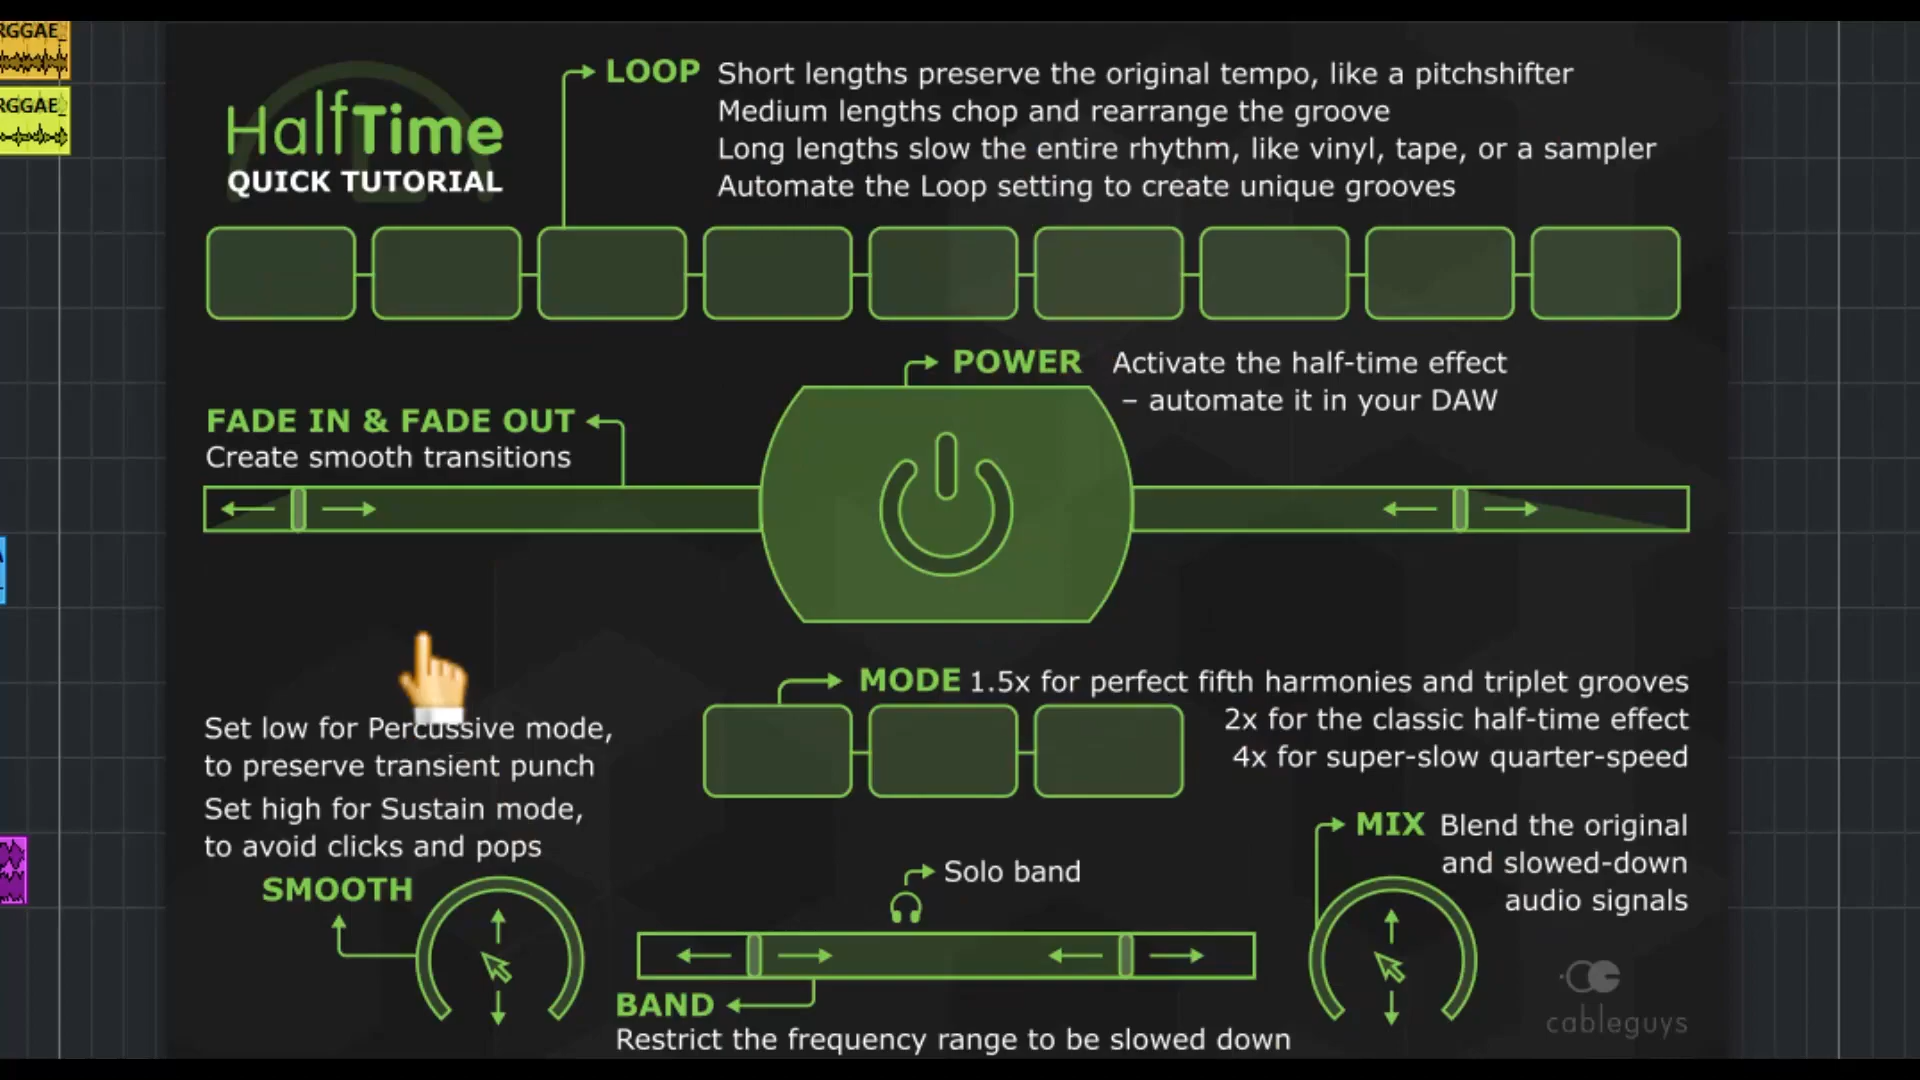 RGGAE_
RGGAE_
HalfTime
QUICK TUTORIAL
LOOP Short lengths preserve the original tempo, like a pitchshifter
Medium lengths chop and rearrange the groove
Long lengths slow the entire rhythm, like vinyl, tape, or a sampler
Automate the Loop setting to create unique grooves
POWER Activate the half-time effect
– automate it in your DAW
FADE IN & FADE OUT
Create smooth transitions
MODE 1.5x for perfect fifth harmonies and triplet grooves
2x for the classic half-time effect
4x for super-slow quarter-speed
Set low for Percussive mode,
to preserve transient punch
Set high for Sustain mode,
to avoid clicks and pops
SMOOTH
Solo band
BAND
Restrict the frequency range to be slowed down
MIX Blend the original
and slowed-down
audio signals
cableguys